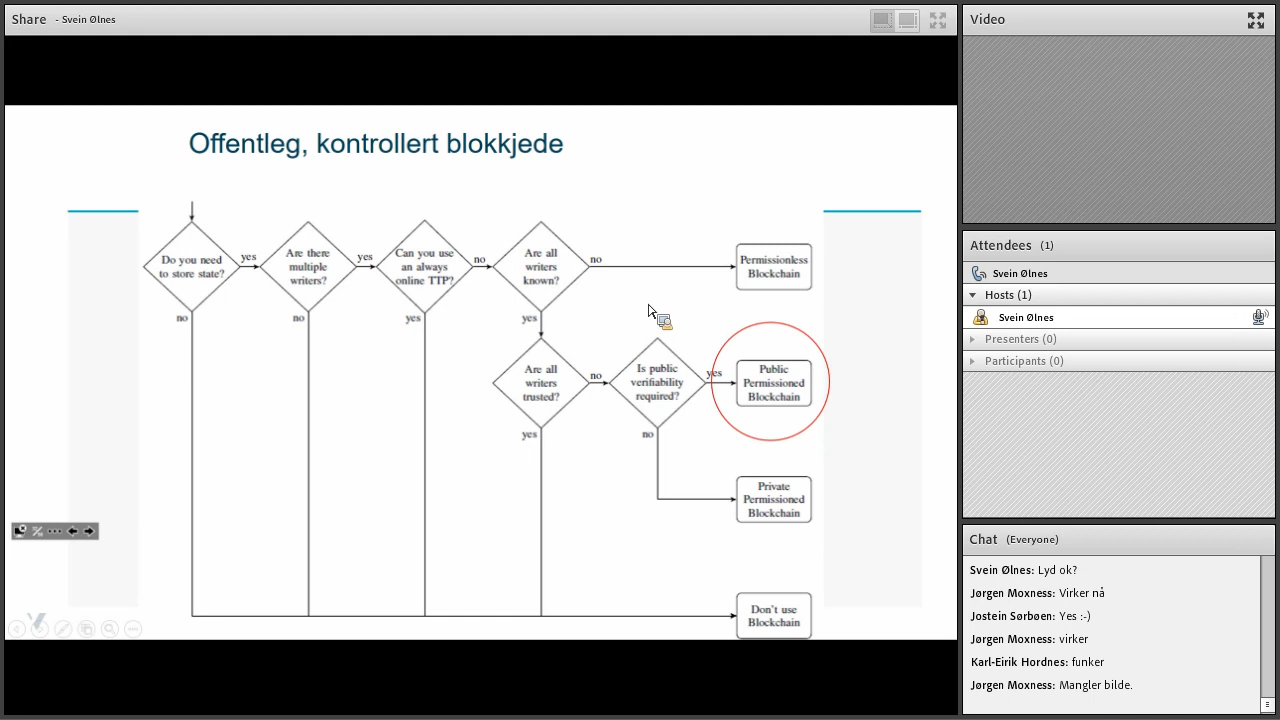 Share - Svein Ølnes
Offentleg, kontrollert blokkjede
Do you need
to store state?
yes
no
Are there
multiple
writers?
yes
no
Can you use
an always
online TTP?
no
yes
Are all
writers
known?
no
yes
Permissionless
Blockchain
Are all
writers
trusted?
no
yes
Is public
verifiability
required?
yes
no
Public
Permissioned
Blockchain
Private
Permissioned
Blockchain
Don't use
Blockchain
Video
Attendees (1)
Svein Ølnes
Hosts (1)
Svein Ølnes
Presenters (0)
Participants (0)
Chat (Everyone)
Svein Ølnes: Lyd ok?
Jørgen Moxness: Virker nå
Jostein Sørbøen: Yes :-)
Jørgen Moxness: virker
Karl-Eirik Hordnes: funker
Jørgen Moxness: Mangler bilde.